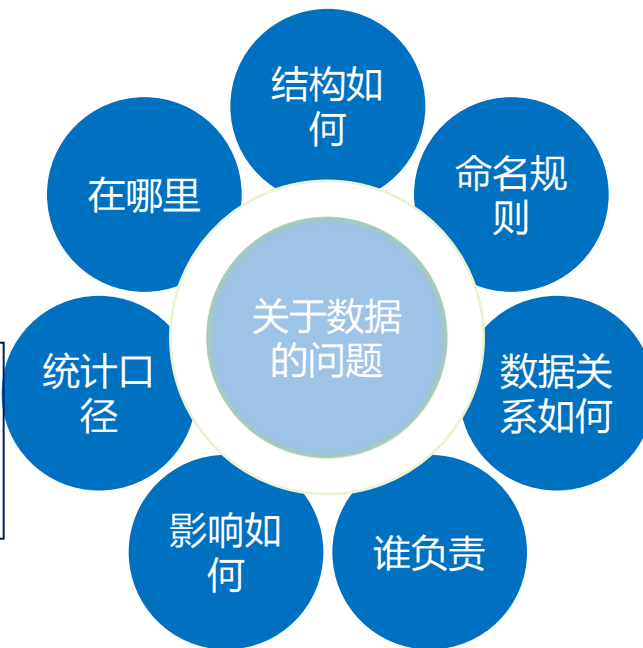 结构如
何
命名规
则
数据关
系如何
谁负责
影响如
何
统计口
径
在哪里
关于数据
的问题